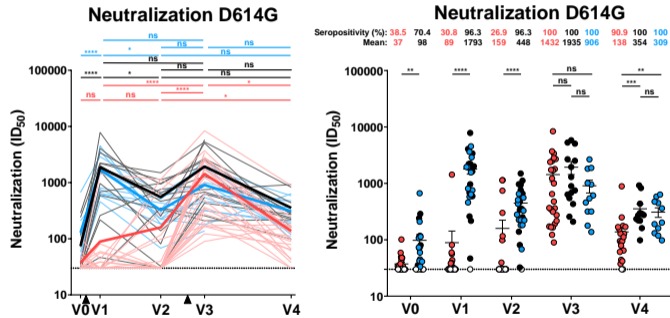 Neutralization D614G
ns
* ns
**** ns
ns
* ns
**** ns
**** *
**** ns
ns ns *
Neutralization (ID50)
100000
10000
1000
100
10
V0 V1 V2 V3 V4
Neutralization D614G
Seropositivity (%): 38.5 70.4 30.8 96.3 26.9 96.3 100 100 100 90.9 100 100
Mean: 37 98 89 1793 159 448 1432 1935 906 138 354 309
** **** **** ns **
ns *** ns
ns
Neutralization (ID50)
100000
10000
1000
100
10
V0 V1 V2 V3 V4